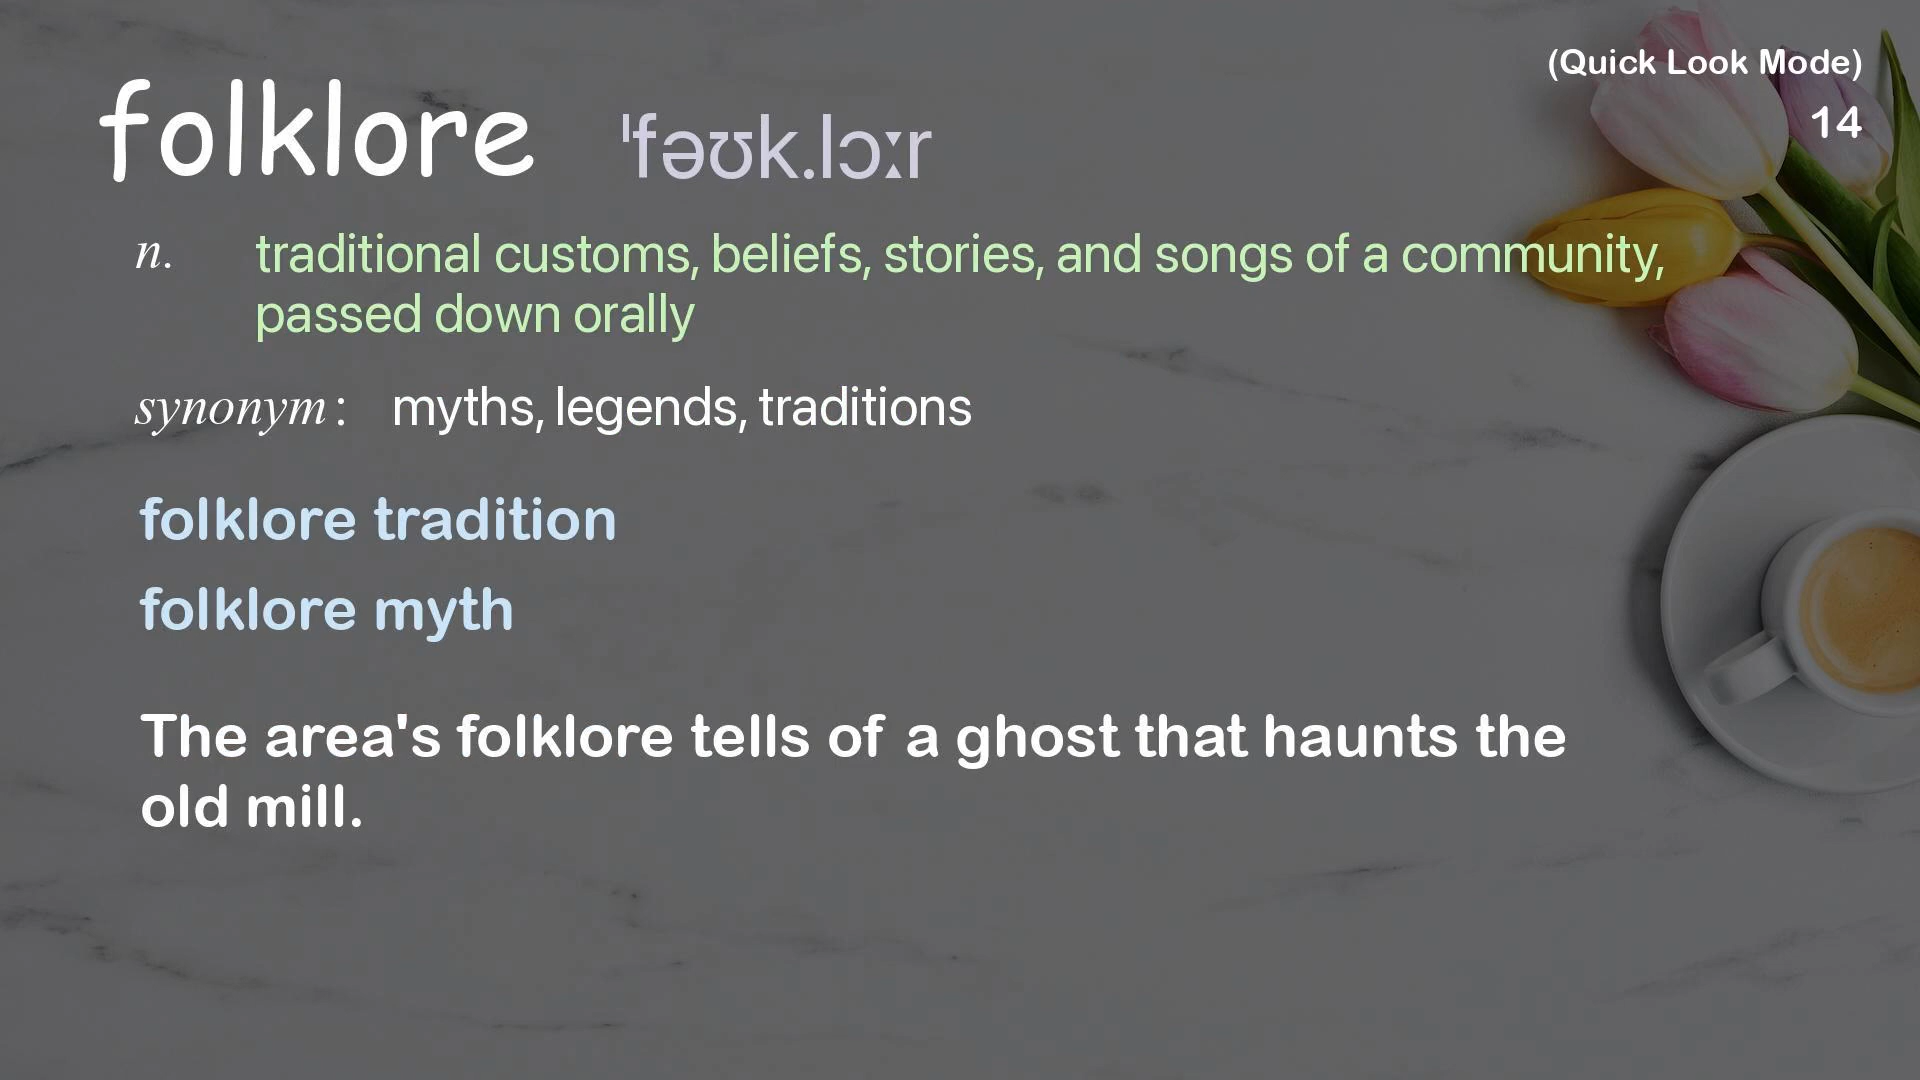 (Quick Look Mode)
14
folklore ˈfəʊk.lɔːr
n. traditional customs, beliefs, stories, and songs of a community,
passed down orally
synonym: myths, legends, traditions
folklore tradition
folklore myth
The area's folklore tells of a ghost that haunts the
old mill.